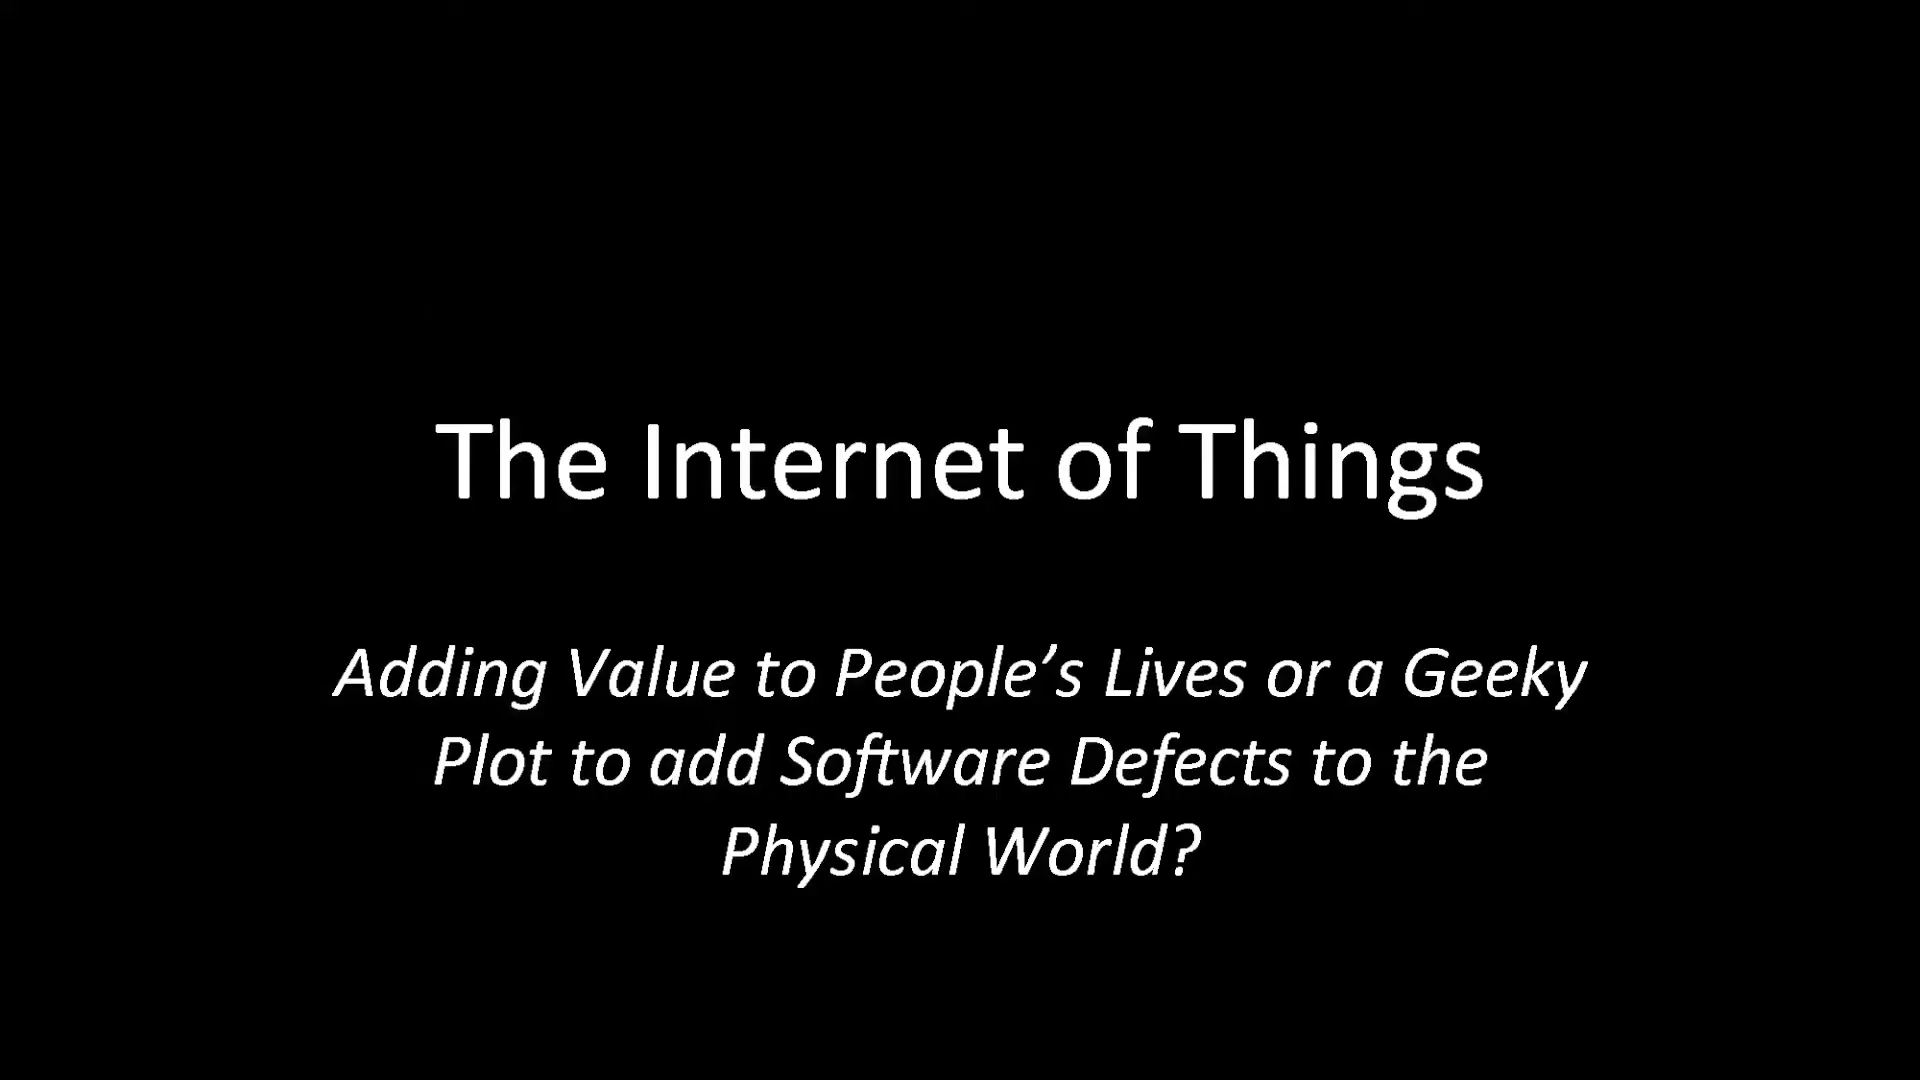 The Internet of Things
Adding Value to People’s Lives or a Geeky
Plot to add Software Defects to the
Physical World?